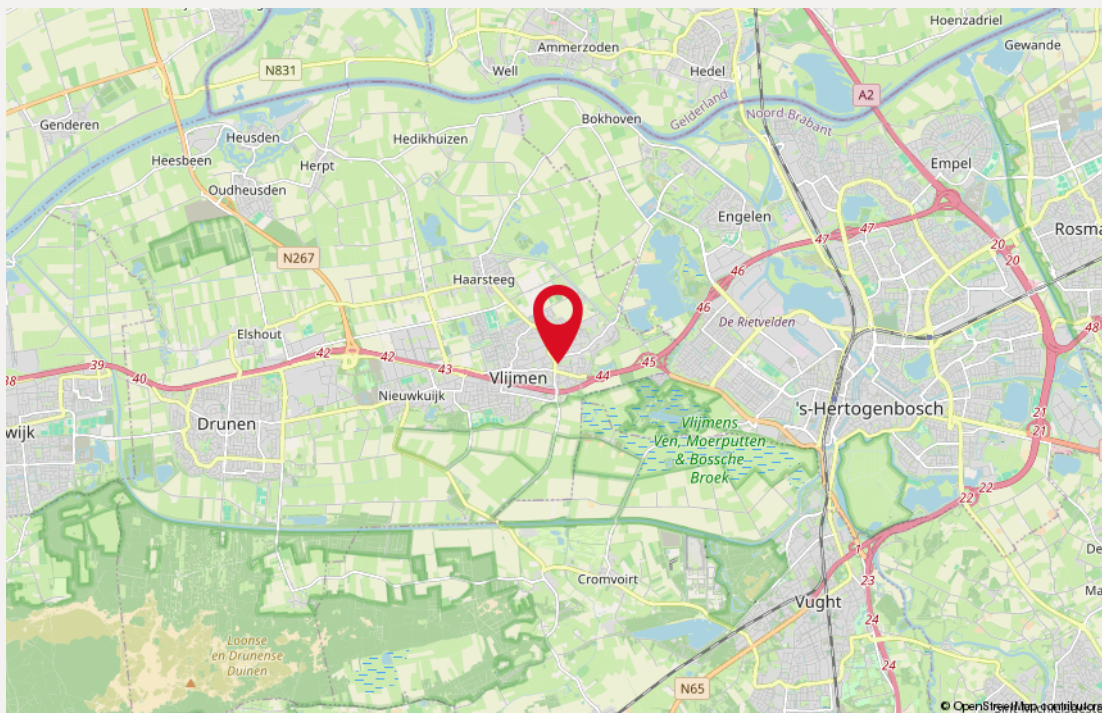 Hoenzadriel
Ammerzoden
Gewande
Well
Hedel
N831
A2
Genderen
Bokhoven
Gelderland
Noord-Brabant
Heusden
Hedikhuizen
Heesbeen
Herpt
Empel
Oudheusden
Engelen
Rosma
47
47
20
20
N267
46
46
Haarsteeg
De Rietvelden
48
Elshout
42
42
39
38
40
43
45
44
Vlijmen
Nieuwkuijk
's-Hertogenbosch
21
21
Drunen
wijk
Vlijmens
Ven, Moerputten
& Bossche
Broek
22
22
1
23
Cromvoirt
De
Ma
Vught
24
24
Loonse
en Drunense
Duinen
N65
© OpenStreetMap contributors